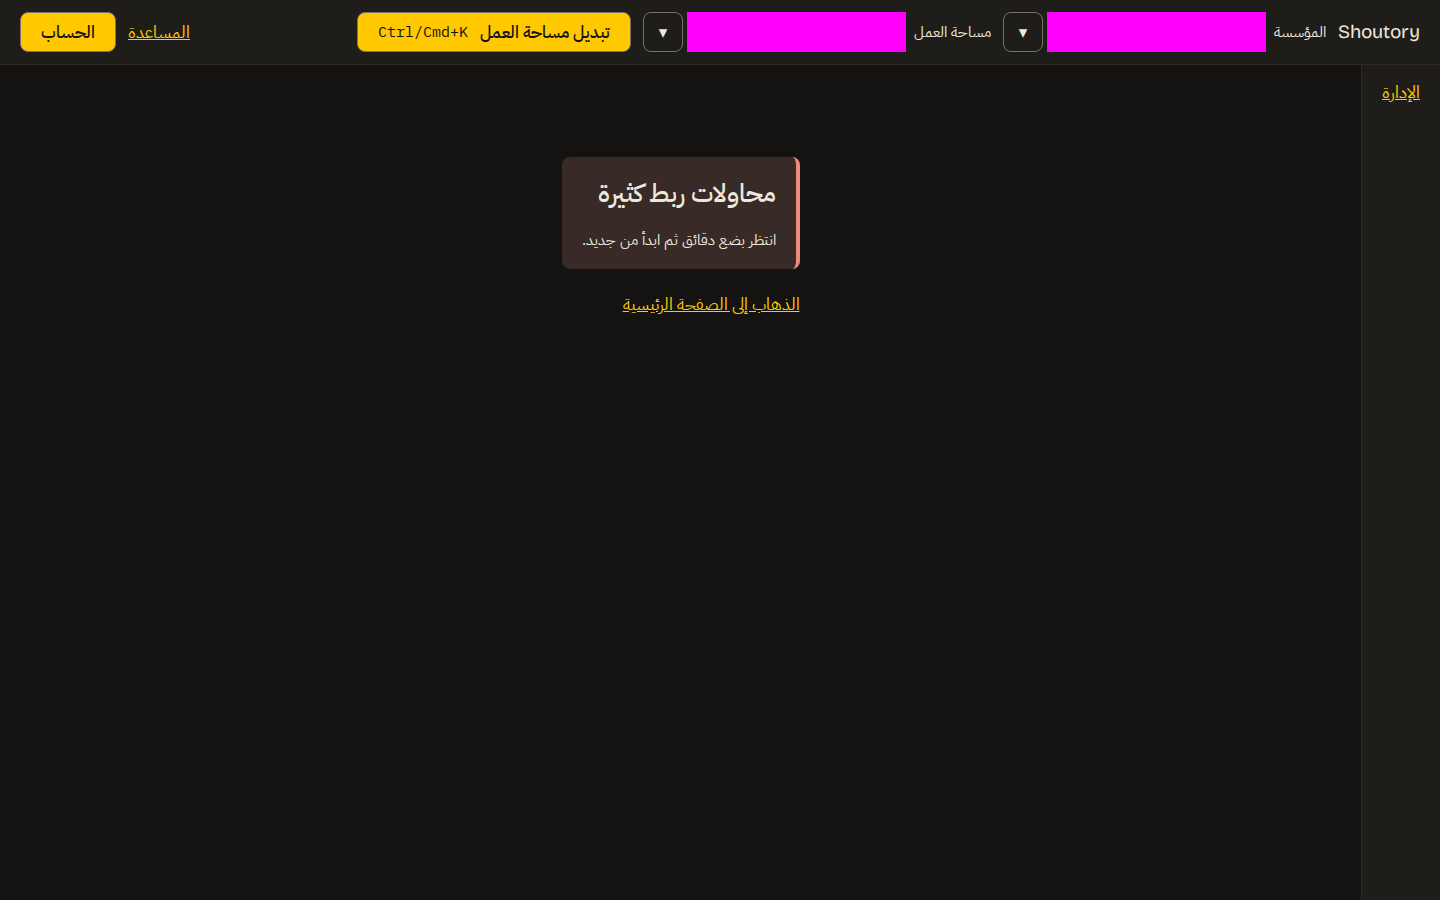 Shoutory
المؤسسة
▼
مساحة العمل
▼
تبديل مساحة العمل Ctrl/Cmd+K
المساعدة
الحساب
الإدارة
محاولات ربط كثيرة
انتظر بضع دقائق ثم ابدأ من جديد.
الذهاب إلى الصفحة الرئيسية